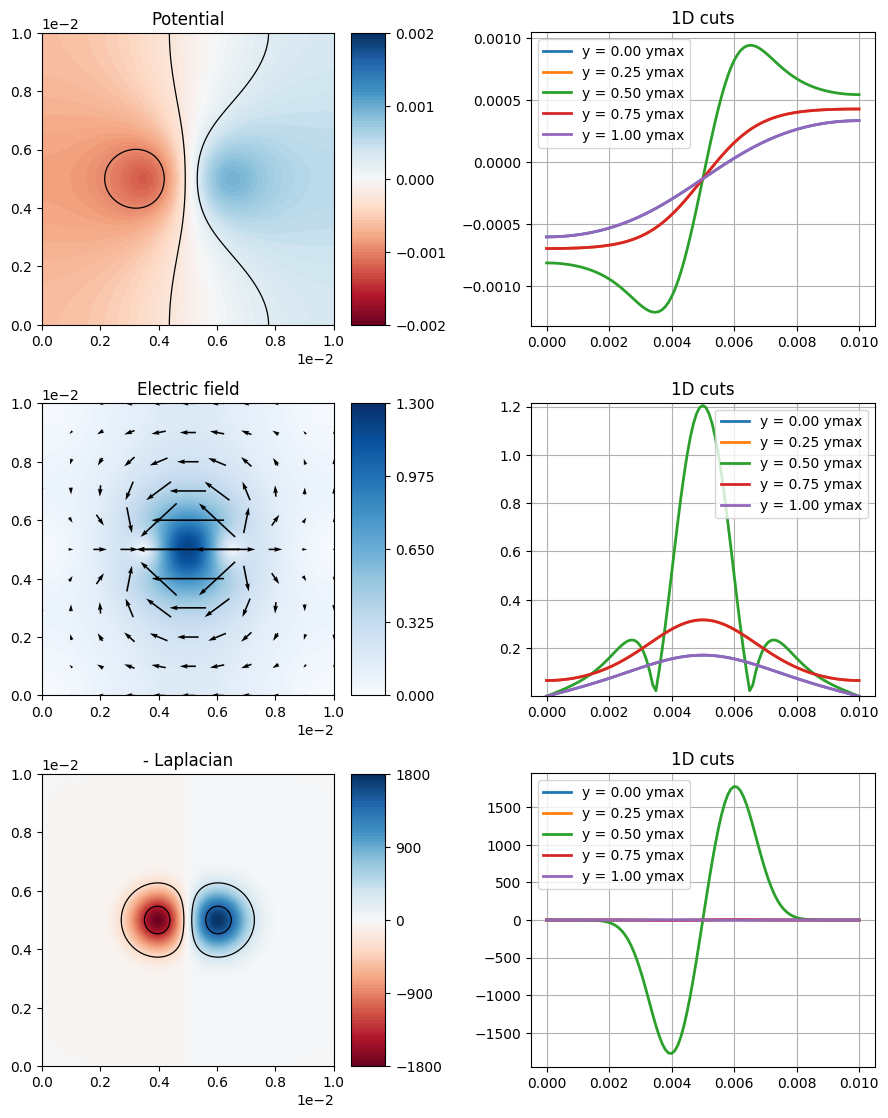 Potential
1e−2
1.0
0.8
0.6
0.4
0.2
0.0
0.0 0.2 0.4 0.6 0.8 1.0
1e−2
0.002
0.001
0.000
−0.001
−0.002
1D cuts
y = 0.00 ymax
y = 0.25 ymax
y = 0.50 ymax
y = 0.75 ymax
y = 1.00 ymax
0.0010
0.0005
0.0000
−0.0005
−0.0010
0.000 0.002 0.004 0.006 0.008 0.010
Electric field
1e−2
1.0
0.8
0.6
0.4
0.2
0.0
0.0 0.2 0.4 0.6 0.8 1.0
1e−2
1.300
0.975
0.650
0.325
0.000
1D cuts
y = 0.00 ymax
y = 0.25 ymax
y = 0.50 ymax
y = 0.75 ymax
y = 1.00 ymax
1.2
1.0
0.8
0.6
0.4
0.2
0.000 0.002 0.004 0.006 0.008 0.010
- Laplacian
1e−2
1.0
0.8
0.6
0.4
0.2
0.0
0.0 0.2 0.4 0.6 0.8 1.0
1e−2
1800
900
0
−900
−1800
1D cuts
y = 0.00 ymax
y = 0.25 ymax
y = 0.50 ymax
y = 0.75 ymax
y = 1.00 ymax
1500
1000
500
0
−500
−1000
−1500
0.000 0.002 0.004 0.006 0.008 0.010